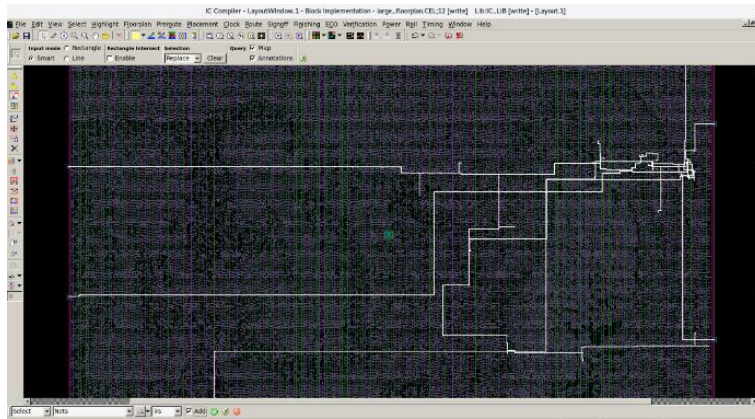 IC Compiler - LayoutWindow.1 - Block Implementation - large_floorplan.CEL;12 [write] Lib:IC_LIB [write] - [Layout.1]
File Edit View Select Highlight Floorplan Preroute Placement Clock Route Signoff Finishing ECO Verification Power Rail Timing Window Help
Input mode Rectangle Rectangle Intersect Selection Query Map
Smart Line Enable Replace Clear Annotations
Select Nets irs Add